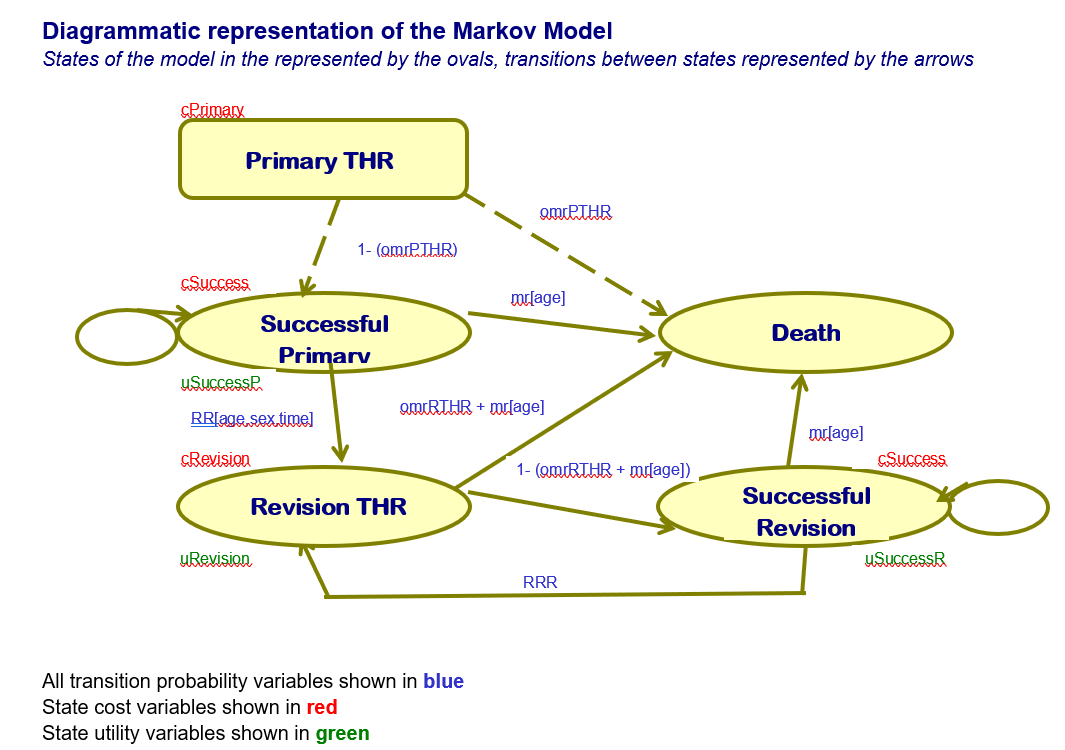 Diagrammatic representation of the Markov Model
States of the model in the represented by the ovals, transitions between states represented by the arrows
cPrimary
Primary THR
omrPTHR
1- (omrPTHR)
cSuccess
mr[age]
Successful
Primary
Death
uSuccessP
omrRTHR + mr[age]
RR[age,sex,time]
mr[age]
cRevision
cSuccess
1- (omrRTHR + mr[age])
Revision THR
Successful
Revision
uRevision
uSuccessR
RRR
All transition probability variables shown in blue
State cost variables shown in red
State utility variables shown in green